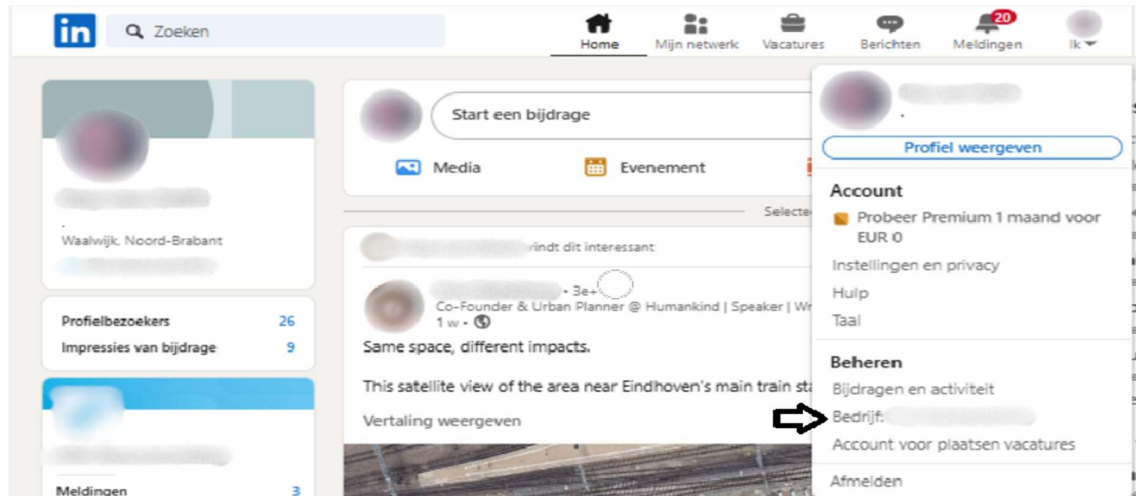 in
Zoeken
Home
Mijn netwerk
Vacatures
Berichten
20
Meldingen
Ik
Waalwijk, Noord-Brabant
Profielbezoekers 26
Impressies van bijdrage 9
Meldingen 3
Start een bijdrage
Media
Evenement
Selecte
vindt dit interessant
• 3e+
Co-Founder & Urban Planner @ Humankind | Speaker | Wr
1 w •
Same space, different impacts.
This satellite view of the area near Eindhoven's main train sta
Vertaling weergeven
Profiel weergeven
Account
Probeer Premium 1 maand voor
EUR 0
Instellingen en privacy
Hulp
Taal
Beheren
Bijdragen en activiteit
Bedrijf:
Account voor plaatsen vacatures
Afmelden